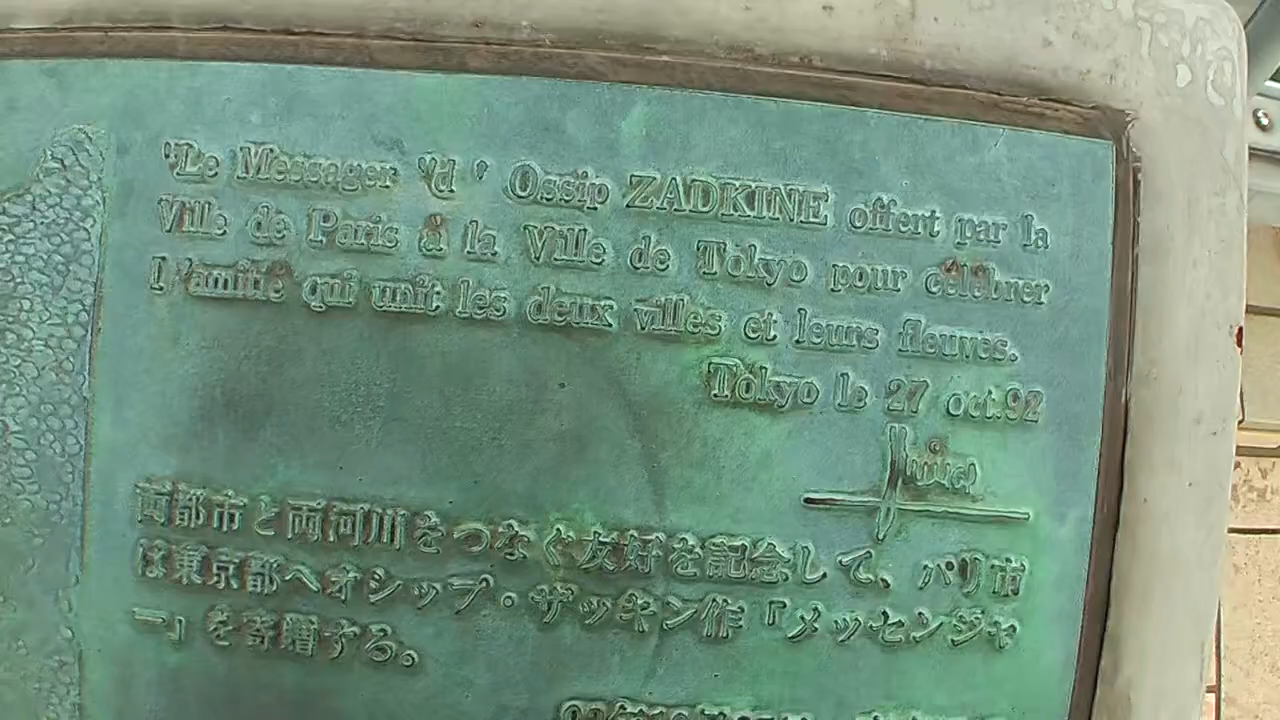 "Le Messager "d ' Ossip ZADKINE offert par la
Ville de Paris à la Ville de Tokyo pour célébrer
l'amitié qui unit les deux villes et leurs fleuves.
Tokyo le 27 oct.92
両都市と両河川をつなぐ友好を記念して、パリ市
は東京都へオシップ・ザッキン作「メッセンジャ
ー」を寄贈する。